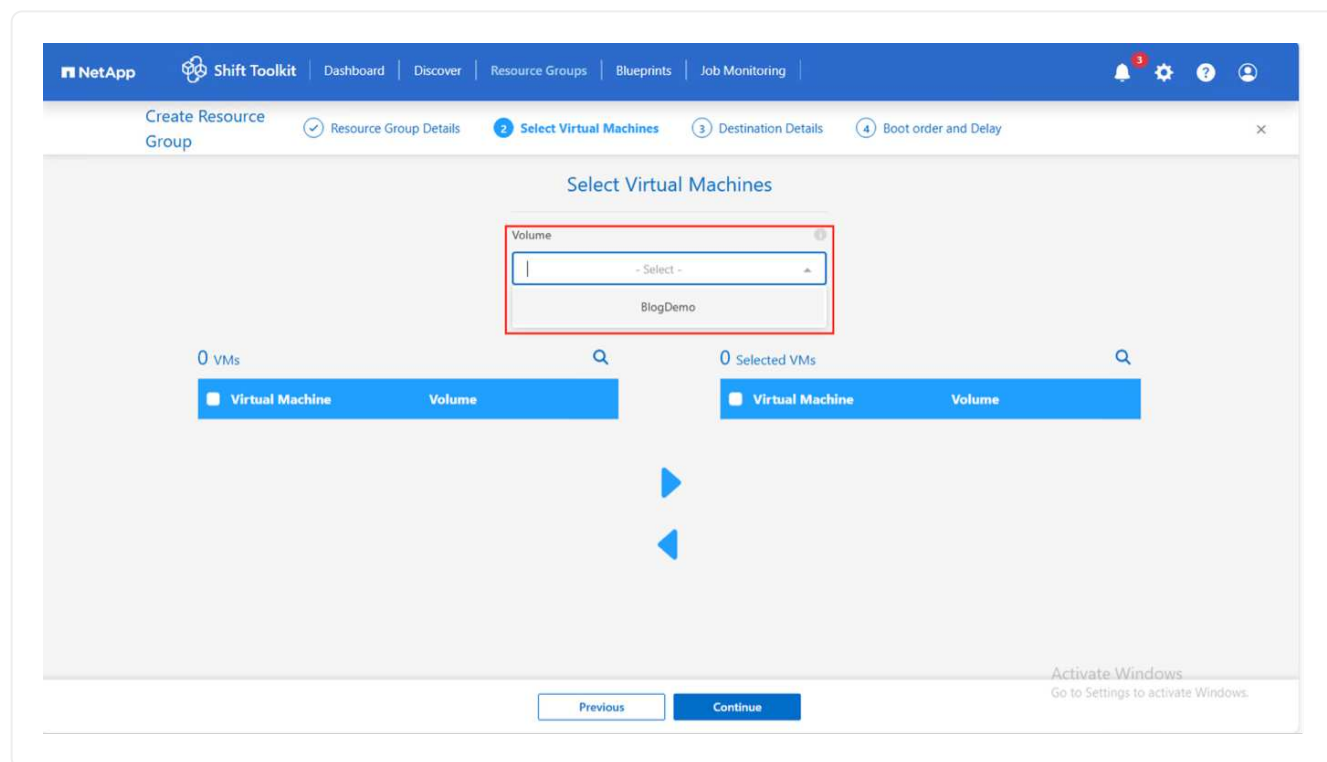 NetApp Shift Toolkit Dashboard Discover Resource Groups Blueprints Job Monitoring 3 ?
Create Resource
Group
Resource Group Details 2 Select Virtual Machines 3 Destination Details 4 Boot order and Delay
Select Virtual Machines
Volume
- Select -
BlogDemo
0 VMs
0 Selected VMs
Virtual Machine Volume
Virtual Machine Volume
Activate Windows
Go to Settings to activate Windows.
Previous Continue